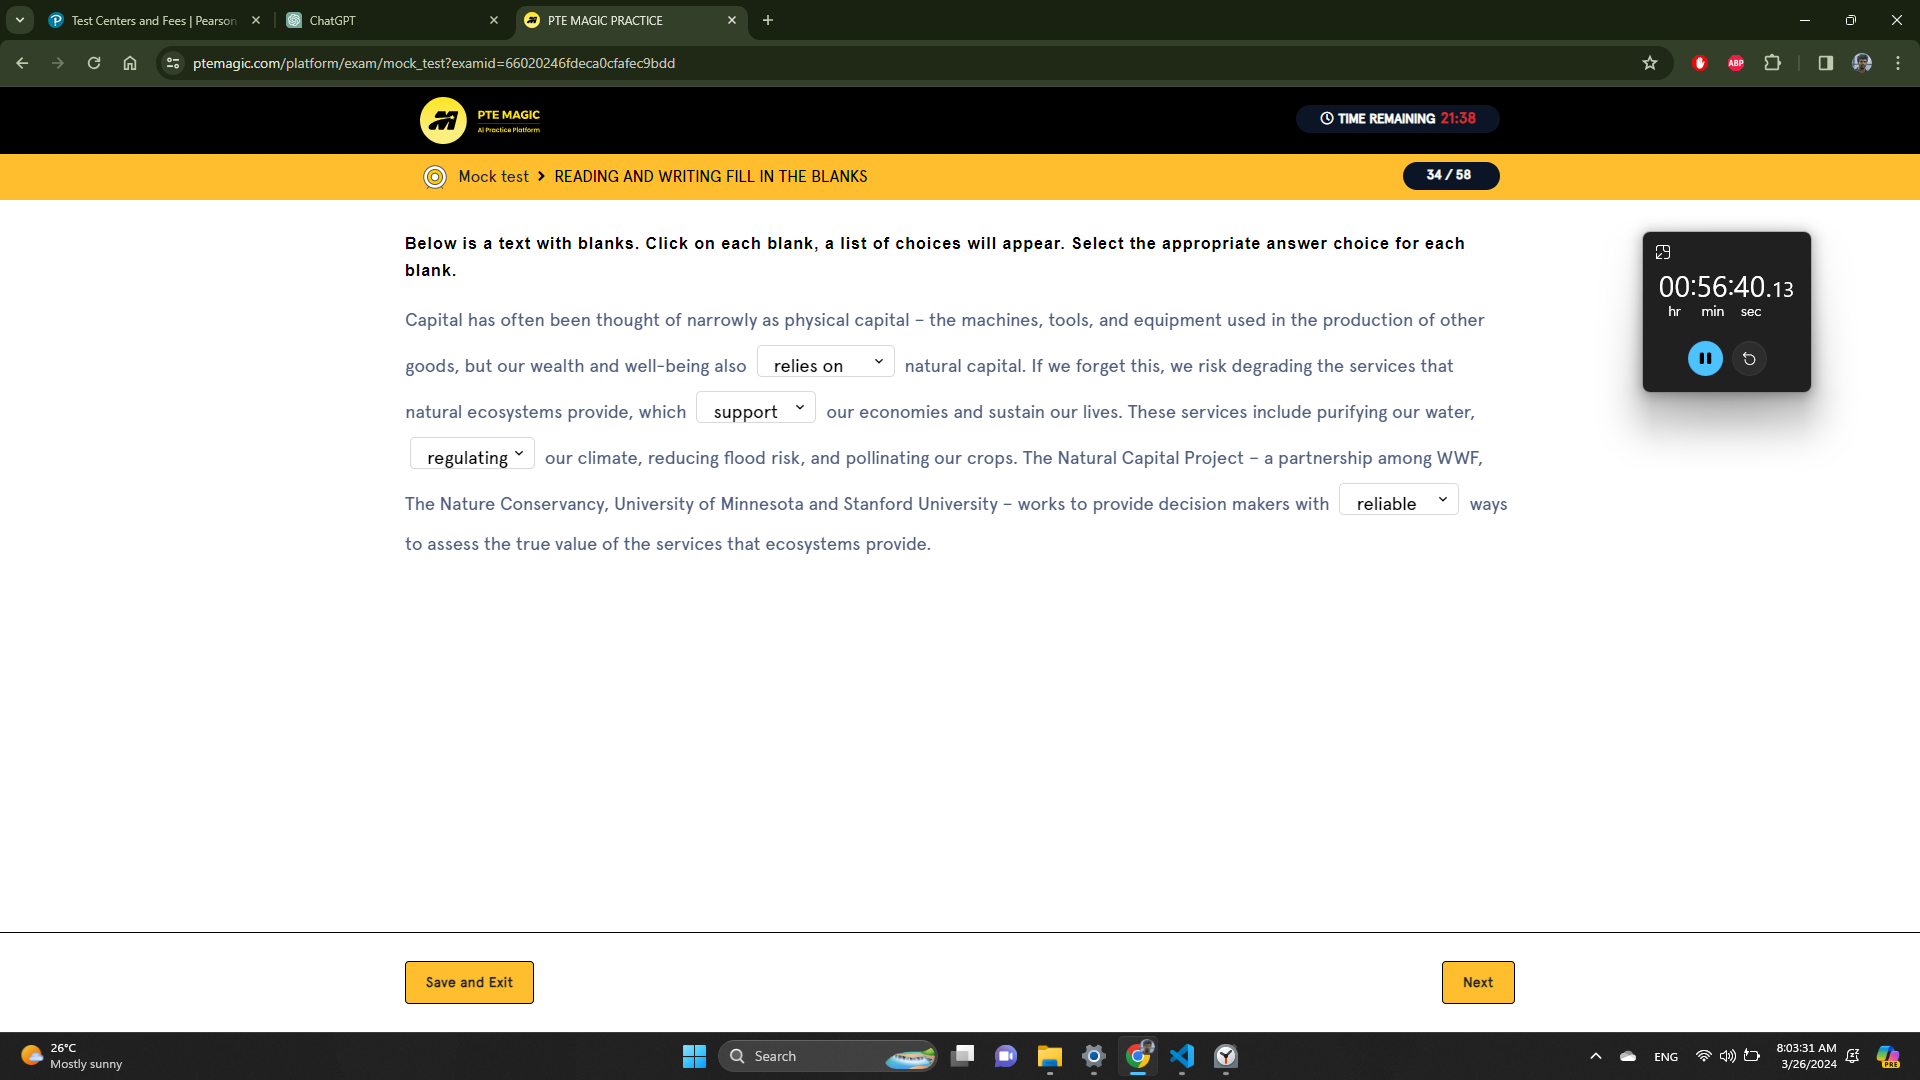 Test Centers and Fees | Pearson
ChatGPT
PTE MAGIC PRACTICE
ptemagic.com/platform/exam/mock_test?examid=66020246fdeca0cfafec9bdd
ABP
PTE MAGIC
AI Practice Platform
TIME REMAINING 21:38
Mock test > READING AND WRITING FILL IN THE BLANKS
34 / 58
Below is a text with blanks. Click on each blank, a list of choices will appear. Select the appropriate answer choice for each
blank.
Capital has often been thought of narrowly as physical capital – the machines, tools, and equipment used in the production of other
goods, but our wealth and well-being also relies on natural capital. If we forget this, we risk degrading the services that
natural ecosystems provide, which support our economies and sustain our lives. These services include purifying our water,
regulating our climate, reducing flood risk, and pollinating our crops. The Natural Capital Project – a partnership among WWF,
The Nature Conservancy, University of Minnesota and Stanford University – works to provide decision makers with reliable ways
to assess the true value of the services that ecosystems provide.
00:56:40.13
hr min sec
Save and Exit
Next
26°C
Mostly sunny
Search
ENG
8:03:31 AM
3/26/2024
PRE